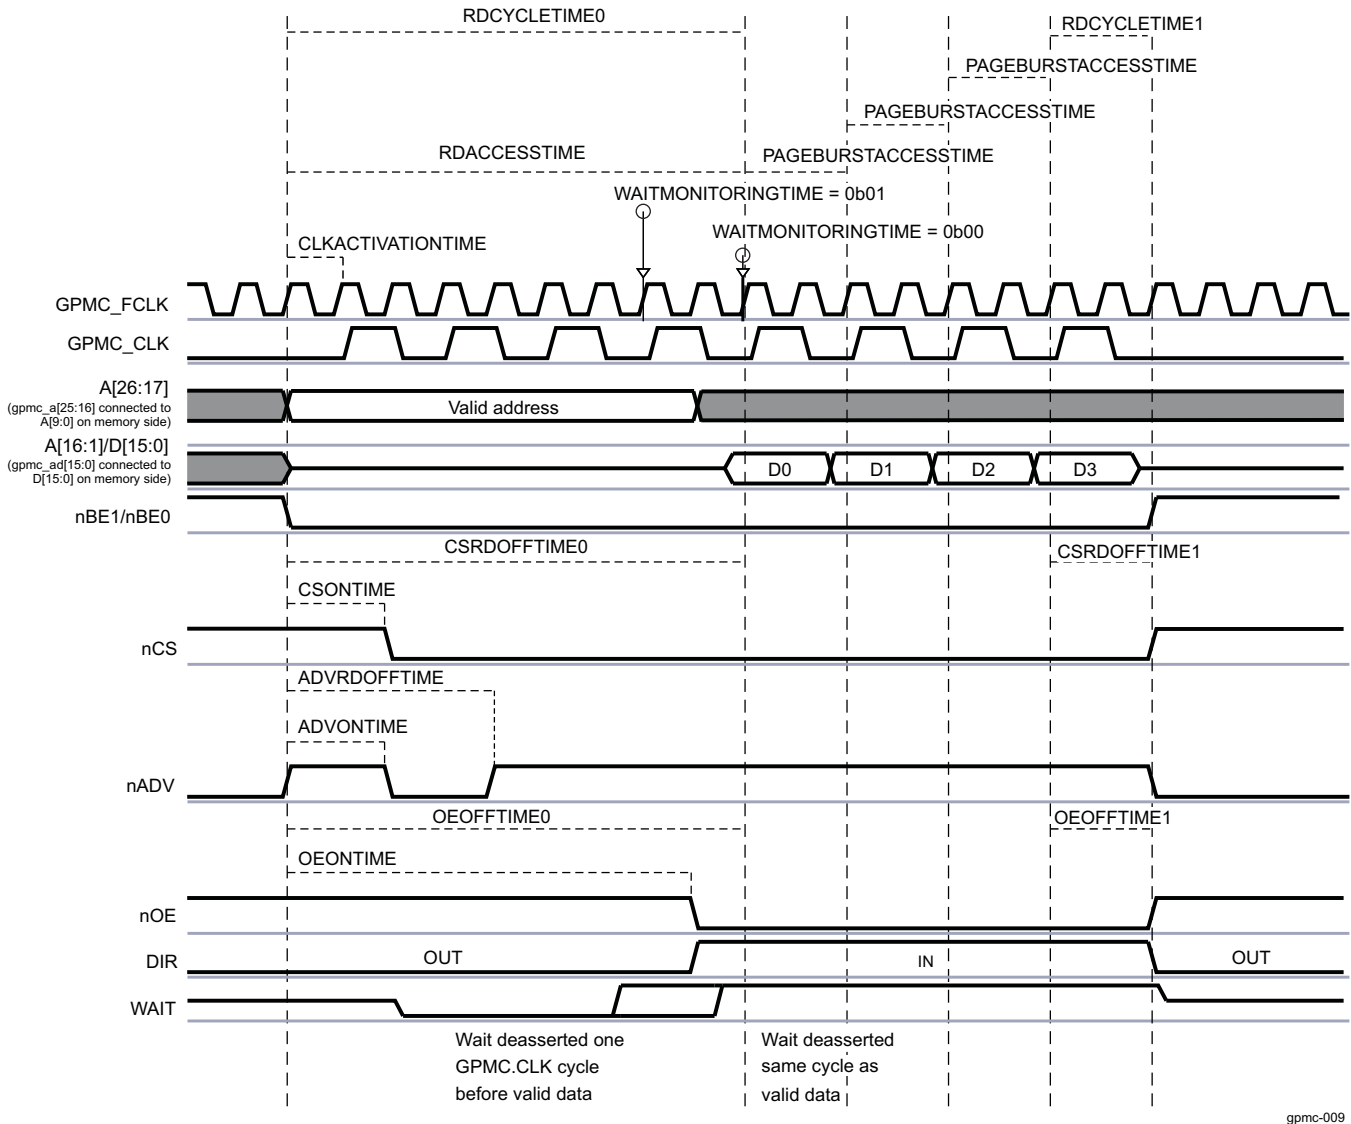 RDCYCLETIME0
RDCYCLETIME1
PAGEBURSTACCESSTIME
PAGEBURSTACCESSTIME
RDACCESSTIME
PAGEBURSTACCESSTIME
WAITMONITORINGTIME = 0b01
WAITMONITORINGTIME = 0b00
CLKACTIVATIONTIME
GPMC_FCLK
GPMC_CLK
A[26:17]
(gpmc_a[25:16] connected to
A[9:0] on memory side)
Valid address
A[16:1]/D[15:0]
(gpmc_ad[15:0] connected to
D[15:0] on memory side)
D0 D1 D2 D3
nBE1/nBE0
CSRDOFFTIME0
CSRDOFFTIME1
CSONTIME
nCS
ADVRDOFFTIME
ADVONTIME
nADV
OEOFFTIME0
OEOFFTIME1
OEONTIME
nOE
DIR
OUT IN OUT
WAIT
Wait deasserted one
GPMC.CLK cycle
before valid data
Wait deasserted
same cycle as
valid data
gpmc-009